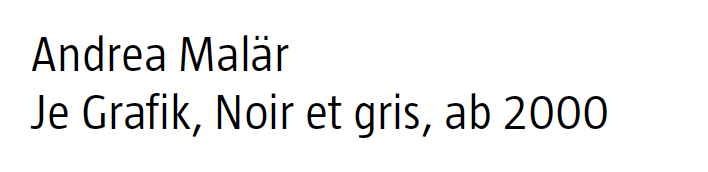 Andrea Malär
Je Grafik, Noir et gris, ab 2000